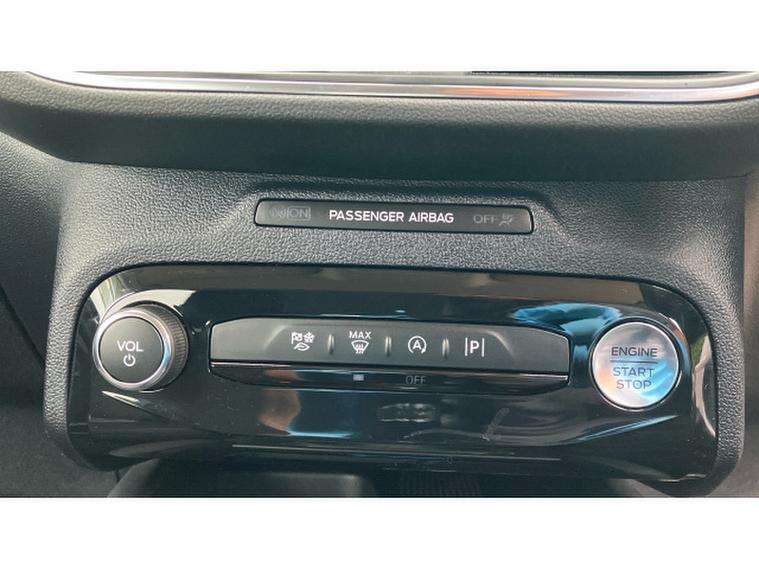 ON PASSENGER AIRBAG OFF
VOL
MAX
A
P
OFF
ENGINE
START
STOP